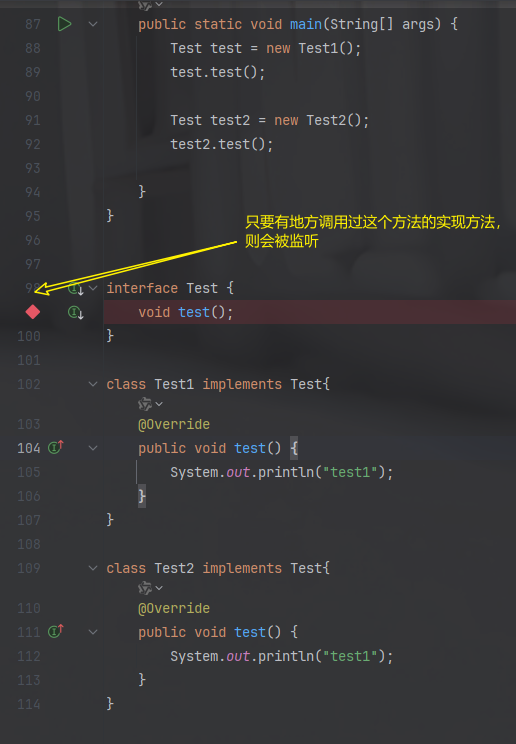 87 public static void main(String[] args) {
88 Test test = new Test1();
89 test.test();
90
91 Test test2 = new Test2();
92 test2.test();
93
94 }
95 }
96
只要有地方调用过这个方法的实现方法，
则会被监听
97
98 interface Test {
void test();
100 }
101
102 class Test1 implements Test{
@Override
103
104 public void test() {
105 System.out.println("test1");
106 }
107 }
108
109 class Test2 implements Test{
110 @Override
111 public void test() {
112 System.out.println("test1");
113 }
114 }